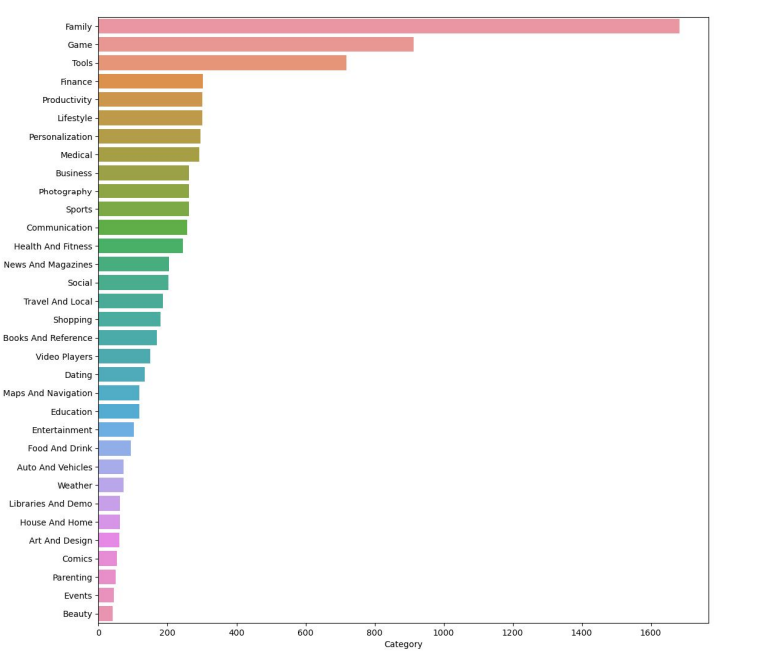 Family
Game
Tools
Finance
Productivity
Lifestyle
Personalization
Medical
Business
Photography
Sports
Communication
Health And Fitness
News And Magazines
Social
Travel And Local
Shopping
Books And Reference
Video Players
Dating
Maps And Navigation
Education
Entertainment
Food And Drink
Auto And Vehicles
Weather
Libraries And Demo
House And Home
Art And Design
Comics
Parenting
Events
Beauty
0 200 400 600 800 1000 1200 1400 1600
Category